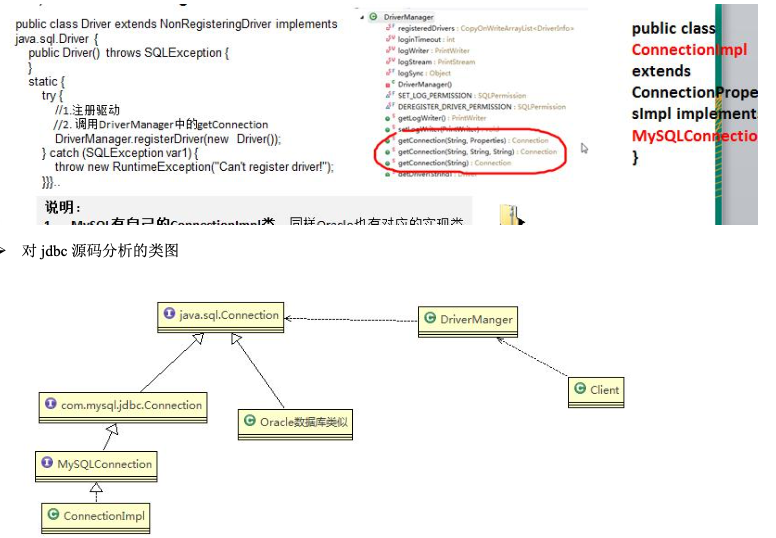 public class Driver extends NonRegisteringDriver implements
java.sql.Driver {
public Driver() throws SQLException {
}
static {
try {
//1.注册驱动
//2. 调用DriverManager中的getConnection
DriverManager.registerDriver(new Driver());
} catch (SQLException var1) {
throw new RuntimeException("Can't register driver!");
}}}..
DriverManager
registeredDrivers : CopyOnWriteArrayList<DriverInfo>
loginTimeout : int
logWriter : PrintWriter
logStream : PrintStream
logSync : Object
DriverManager()
SET_LOG_PERMISSION : SQLPermission
DEREGISTER_DRIVER_PERMISSION : SQLPermission
getLogWriter() : PrintWriter
setLogWriter(PrintWriter) : void
getConnection(String, Properties) : Connection
getConnection(String, String, String) : Connection
getConnection(String) : Connection
getDriver(String) : Driver
public class
ConnectionImpl
extends
ConnectionPrope
sImpl implement
MySQLConnectio
}
说明：
1. MySQL有自己的ConnectionImpl类，同样Oracle也有对应的实现类
对 jdbc 源码分析的类图
java.sql.Connection
DriverManger
Client
com.mysql.jdbc.Connection
Oracle数据库类似
MySQLConnection
ConnectionImpl